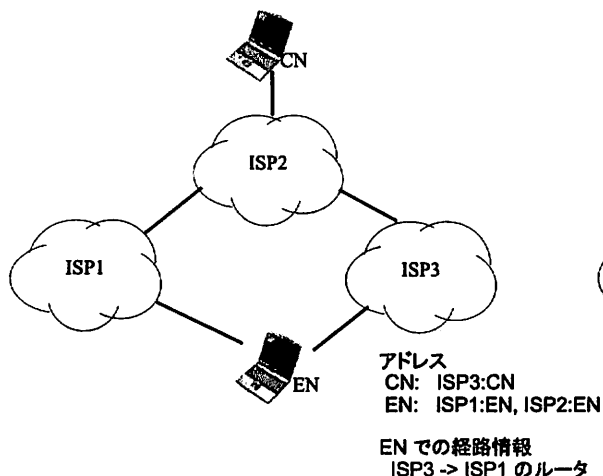 CN
ISP2
ISP1
ISP3
EN
アドレス
CN: ISP3:CN
EN: ISP1:EN, ISP2:EN
EN での経路情報
ISP3 -> ISP1 のルータ